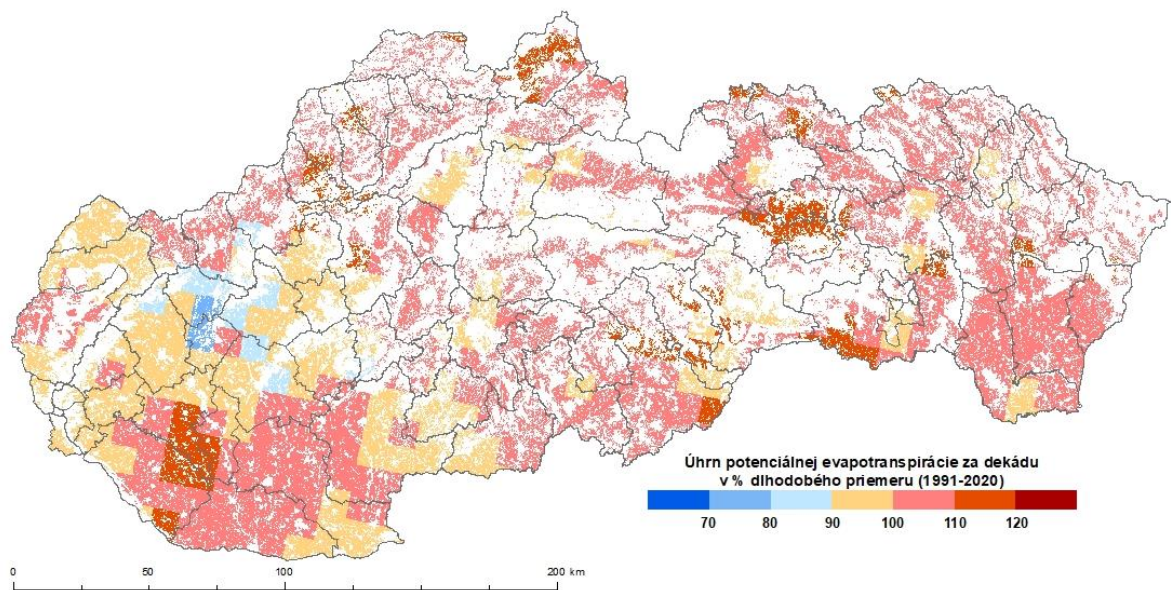 Úhrn potenciálnej evapotranspirácie za dekádu
v % dlhodobého priemeru (1991-2020)
70 80 90 100 110 120
0 50 100 200 km